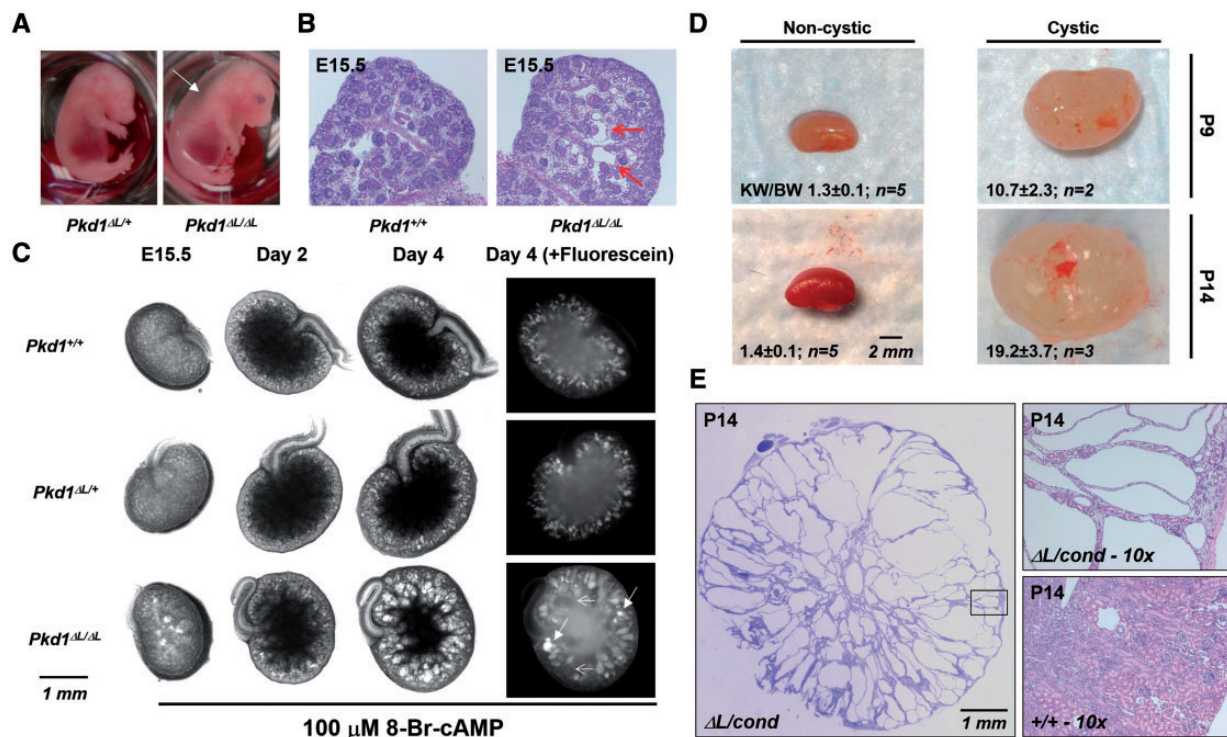 A
Pkd1ΔL/+
Pkd1ΔL/ΔL
B
E15.5
E15.5
Pkd1+/+
Pkd1ΔL/ΔL
C
E15.5
Day 2
Day 4
Day 4 (+Fluorescein)
Pkd1+/+
Pkd1ΔL/+
Pkd1ΔL/ΔL
1 mm
100 μM 8-Br-cAMP
D
Non-cystic
Cystic
KW/BW 1.3±0.1; n=5
10.7±2.3; n=2
P9
1.4±0.1; n=5
2 mm
19.2±3.7; n=3
P14
E
P14
ΔL/cond
1 mm
P14
ΔL/cond - 10x
P14
+/+ - 10x